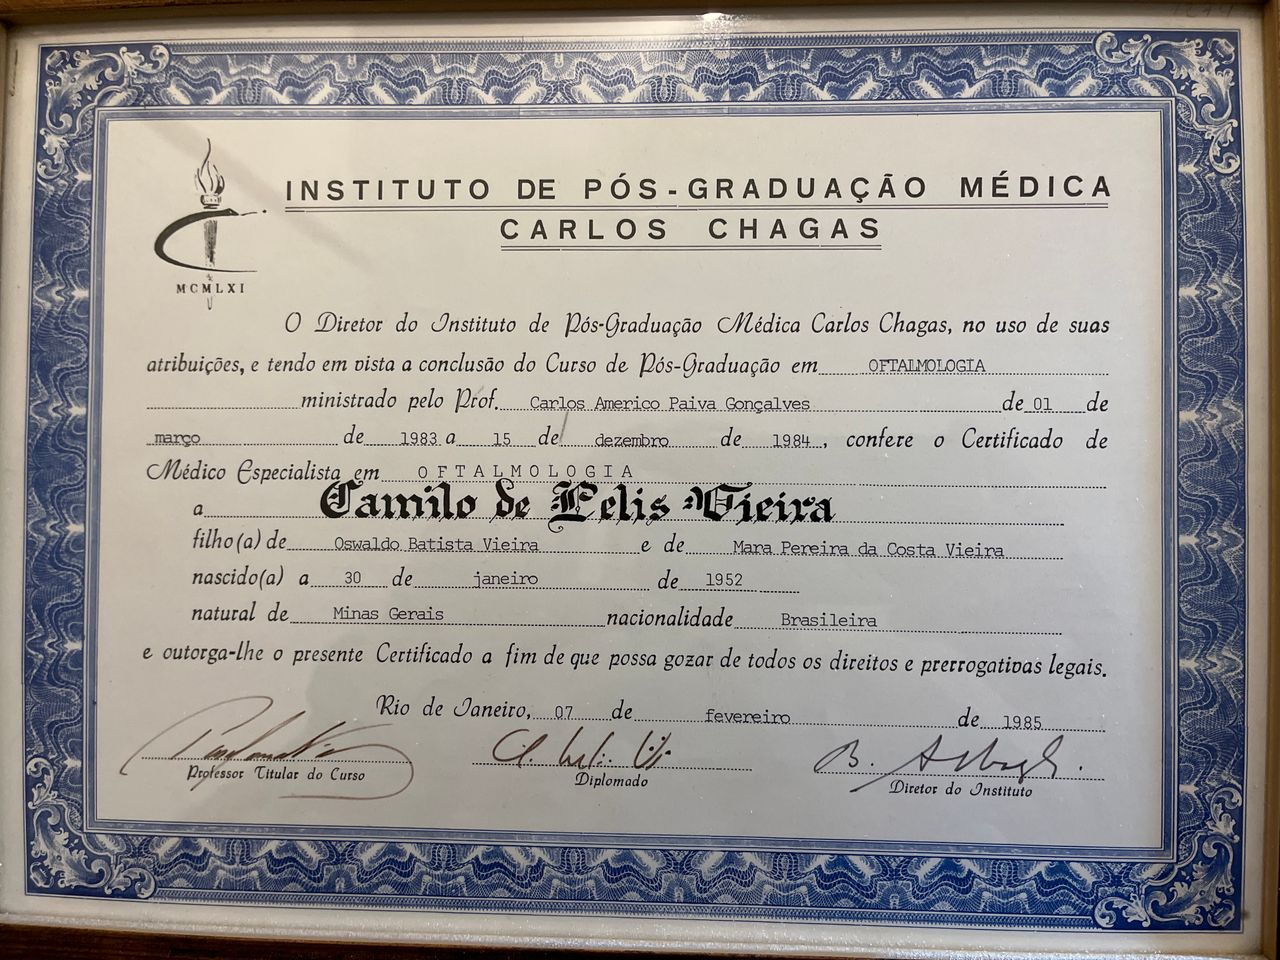 INSTITUTO DE PÓS-GRADUAÇÃO MÉDICA
CARLOS CHAGAS
MCMLXI
O Diretor do Instituto de Pós-Graduação Médica Carlos Chagas, no uso de suas
atribuições, e tendo em vista a conclusão do Curso de Pós-Graduação em OFTALMOLOGIA
ministrado pelo Prof. Carlos Americo Paiva Gonçalves de 01 de
março de 1983 a 15 de dezembro de 1984, confere o Certificado de
Médico Especialista em OFTALMOLOGIA
a Camilo de Lelis Vieira
filho(a) de Oswaldo Batista Vieira e de Mara Pereira da Costa Vieira
nascido(a) a 30 de janeiro de 1952
natural de Minas Gerais nacionalidade Brasileira
e outorga-lhe o presente Certificado a fim de que possa gozar de todos os direitos e prerrogativas legais.
Rio de Janeiro, 07 de fevereiro de 1985
Professor Titular do Curso
Diplomado
Diretor do Instituto